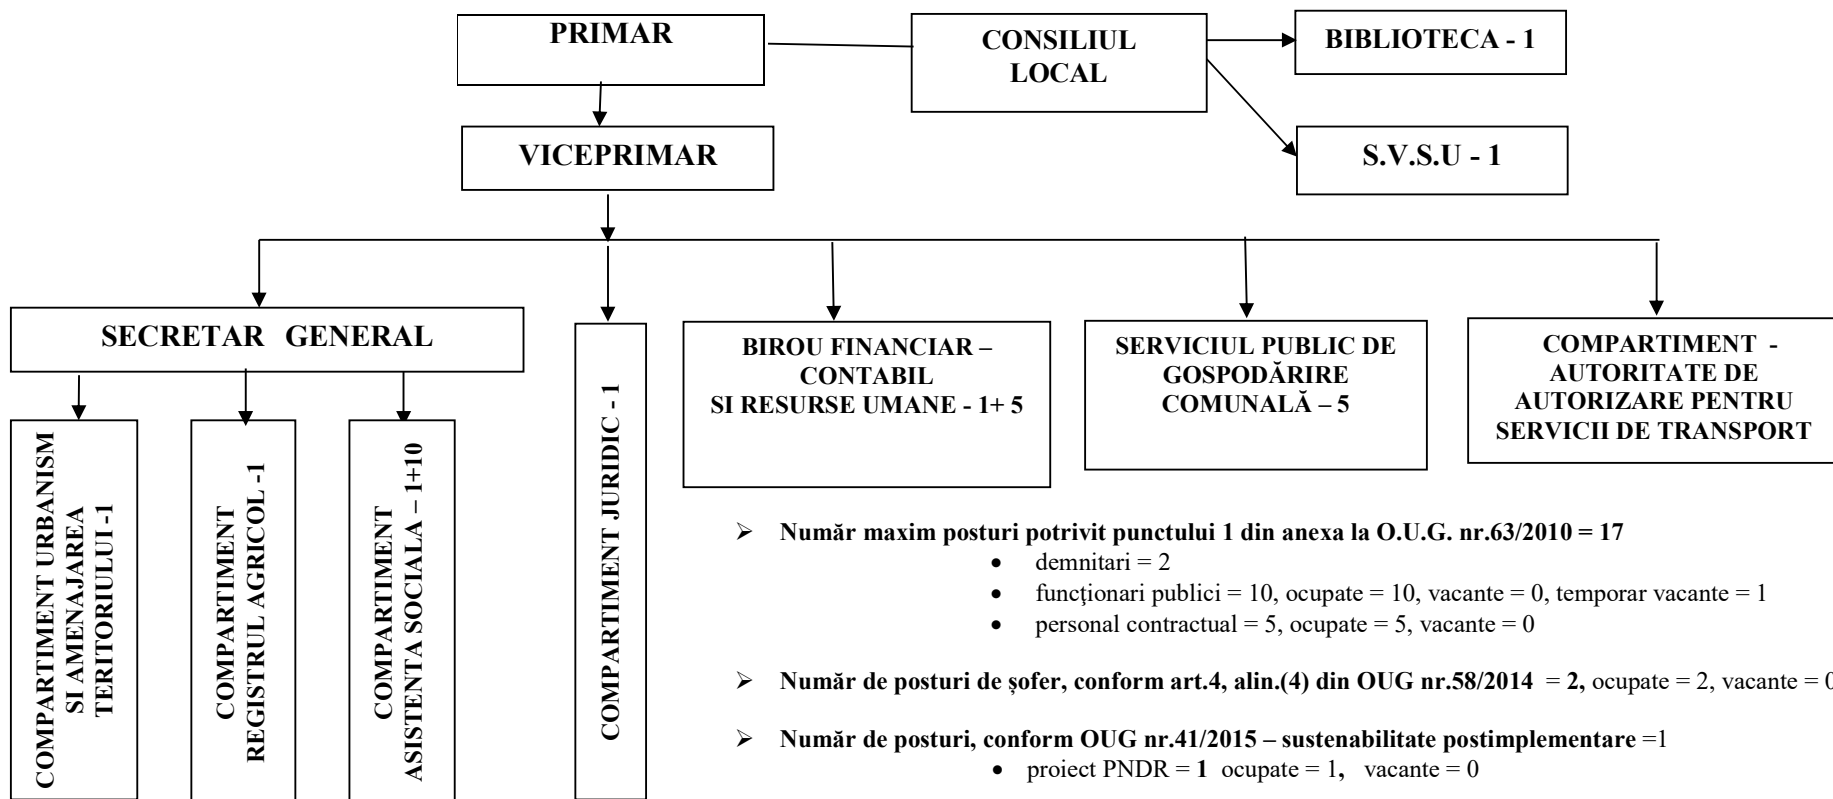 PRIMAR
CONSILIUL
LOCAL
BIBLIOTECA - 1
VICEPRIMAR
S.V.S.U - 1
SECRETAR GENERAL
COMPARTIMENT URBANISM
SI AMENAJAREA
TERITORIULUI -1
COMPARTIMENT
REGISTRUL AGRICOL -1
COMPARTIMENT
ASISTENTA SOCIALA – 1+10
COMPARTIMENT JURIDIC - 1
BIROU FINANCIAR –
CONTABIL
SI RESURSE UMANE - 1+ 5
SERVICIUL PUBLIC DE
GOSPODĂRIRE
COMUNALĂ – 5
COMPARTIMENT -
AUTORITATE DE
AUTORIZARE PENTRU
SERVICII DE TRANSPORT
➢ Număr maxim posturi potrivit punctului 1 din anexa la O.U.G. nr.63/2010 = 17
• demnitari = 2
• funcţionari publici = 10, ocupate = 10, vacante = 0, temporar vacante = 1
• personal contractual = 5, ocupate = 5, vacante = 0
➢ Număr de posturi de șofer, conform art.4, alin.(4) din OUG nr.58/2014 = 2, ocupate = 2, vacante = 0
➢ Număr de posturi, conform OUG nr.41/2015 – sustenabilitate postimplementare =1
• proiect PNDR = 1 ocupate = 1, vacante = 0